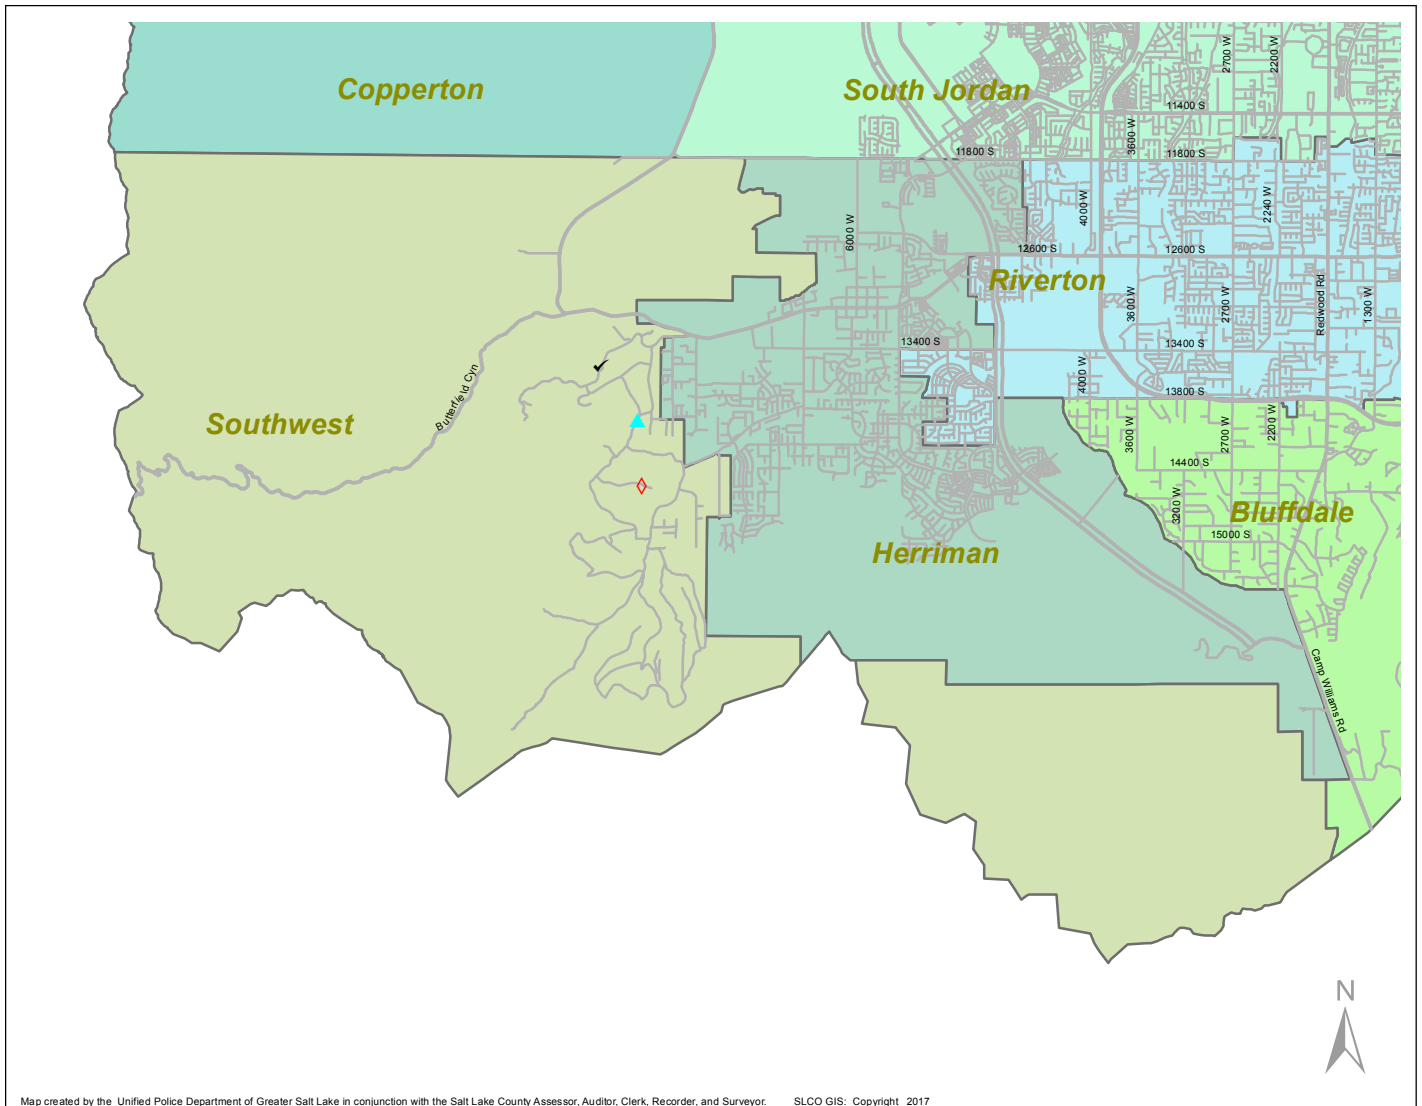 Copperton
South Jordan
2700 W
2200 W
11400 S
3600 W
11800 S
11800 S
4000 W
2240 W
6000 W
12600 S
12600 S
Riverton
3600 W
2700 W
Redwood Rd
1300 W
13400 S
13400 S
4000 W
13800 S
Butterfield Cyn
Southwest
3600 W
2700 W
2200 W
14400 S
3200 W
Bluffdale
15000 S
Herriman
Camp Williams Rd
N
Map created by the Unified Police Department of Greater Salt Lake in conjunction with the Salt Lake County Assessor, Auditor, Clerk, Recorder, and Surveyor. SLCO GIS: Copyright 2017